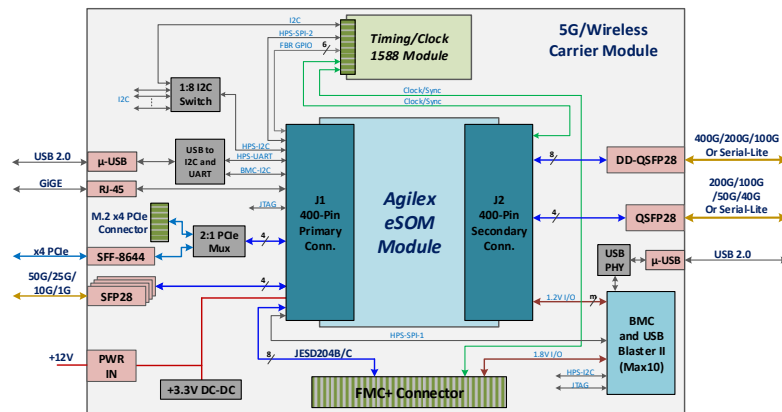 I2C
HPS-SPI-2
FBR GPIO
6
Timing/Clock
1588 Module
5G/Wireless
Carrier Module
1:8 I2C
Switch
I2C
Clock/Sync
Clock/Sync
USB 2.0
µ-USB
USB to
I2C and
UART
HPS-I2C
HPS-UART
BMC-I2C
GiGE
RJ-45
JTAG
M.2 x4 PCIe
Connector
2:1 PCIe
Mux
4
x4 PCIe
SFF-8644
50G/25G/
10G/1G
SFP28
4
J1
400-Pin
Primary
Conn.
Agilex
eSOM
Module
J2
400-Pin
Secondary
Conn.
8
DD-QSFP28
400G/200G/100G
Or Serial-Lite
4
QSFP28
200G/100G
/50G/40G
Or Serial-Lite
USB
PHY
µ-USB
USB 2.0
1.2V I/O
m
BMC
and USB
Blaster II
(Max10)
HPS-SPI-1
1.8V I/O
HPS-I2C
JTAG
+12V
PWR
IN
+3.3V DC-DC
8
JESD204B/C
FMC+ Connector